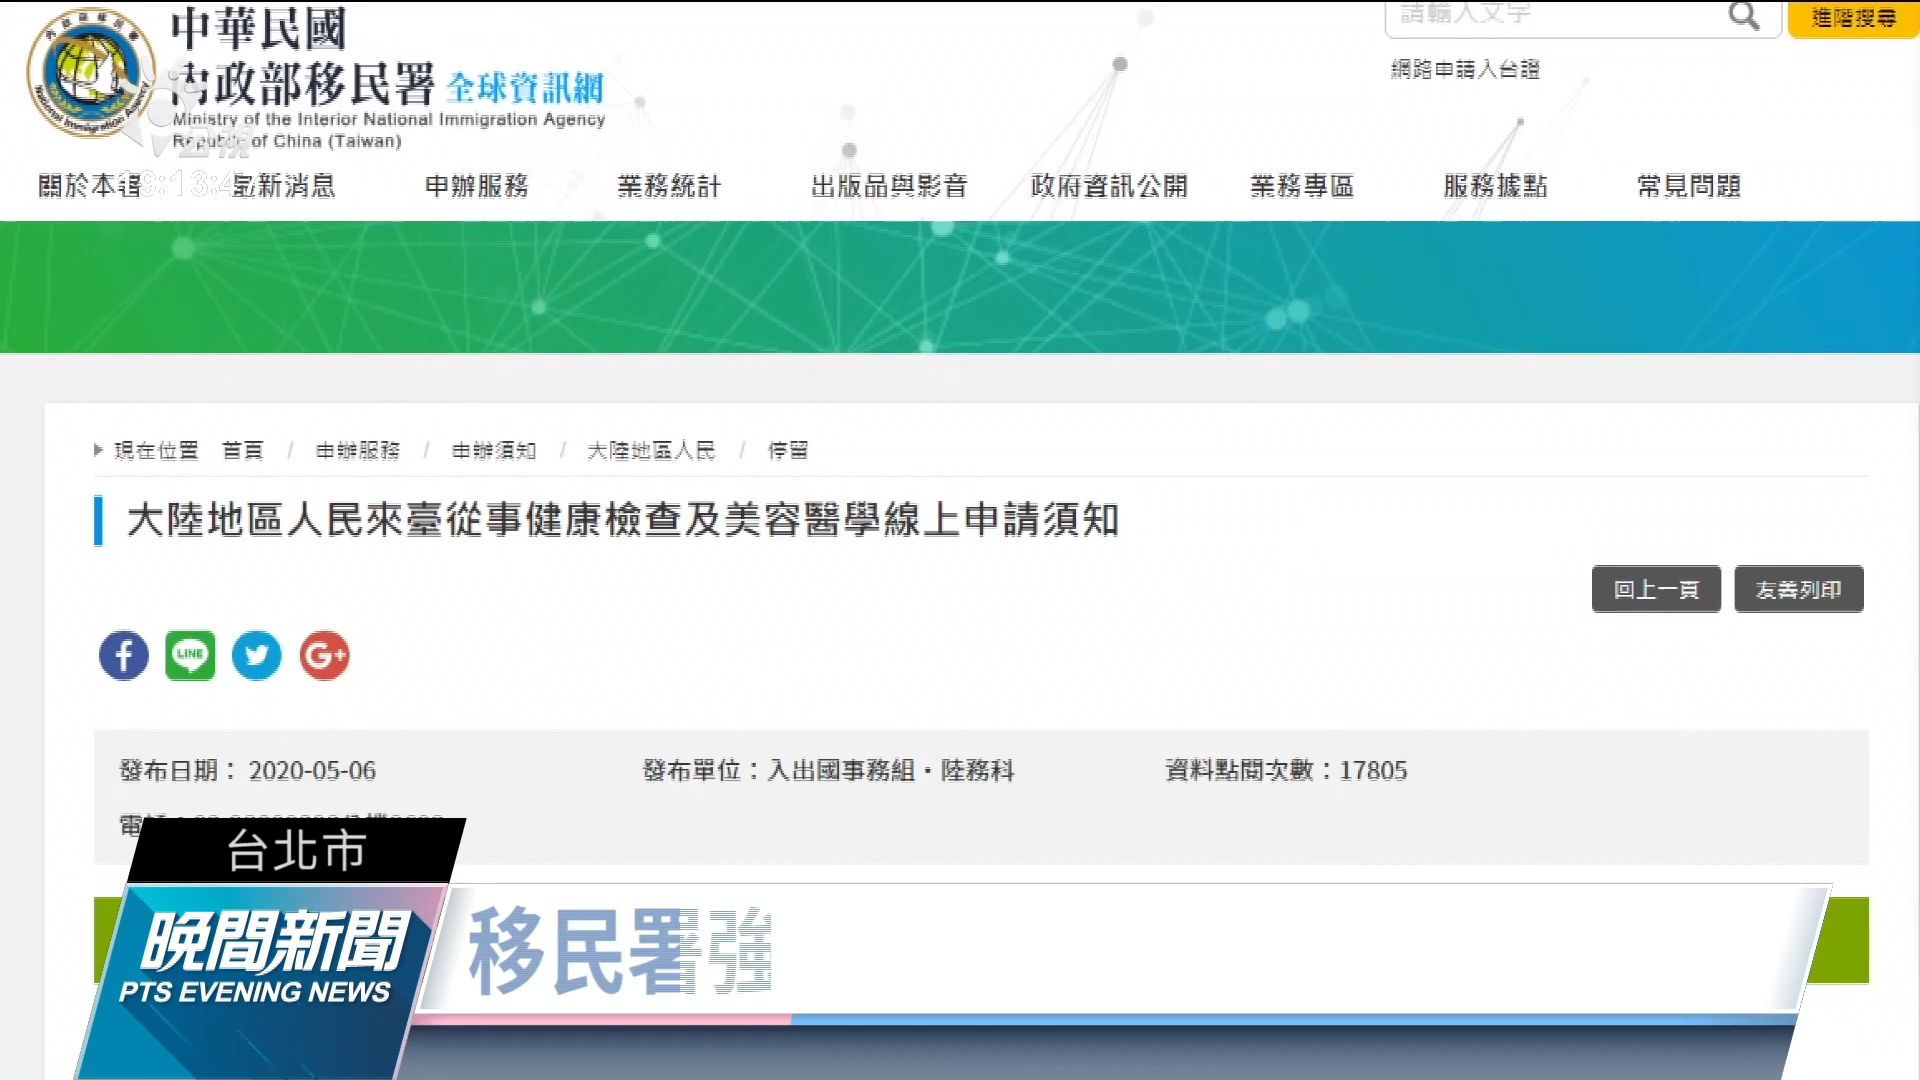 中華民國
內政部移民署 全球資訊網
Ministry of the Interior National Immigration Agency
Republic of China (Taiwan)
National Immigration Agency
公視
請輸入文字
進階搜尋
網路申請入台證
關於本署 最新消息 申辦服務 業務統計 出版品與影音 政府資訊公開 業務專區 服務據點 常見問題
現在位置 首頁 / 申辦服務 / 申辦須知 / 大陸地區人民 / 停留
大陸地區人民來臺從事健康檢查及美容醫學線上申請須知
回上一頁 友善列印
LINE
G+
發布日期： 2020-05-06 發布單位：入出國事務組・陸務科 資料點閱次數：17805
台北市
晚間新聞
PTS EVENING NEWS
移民署強